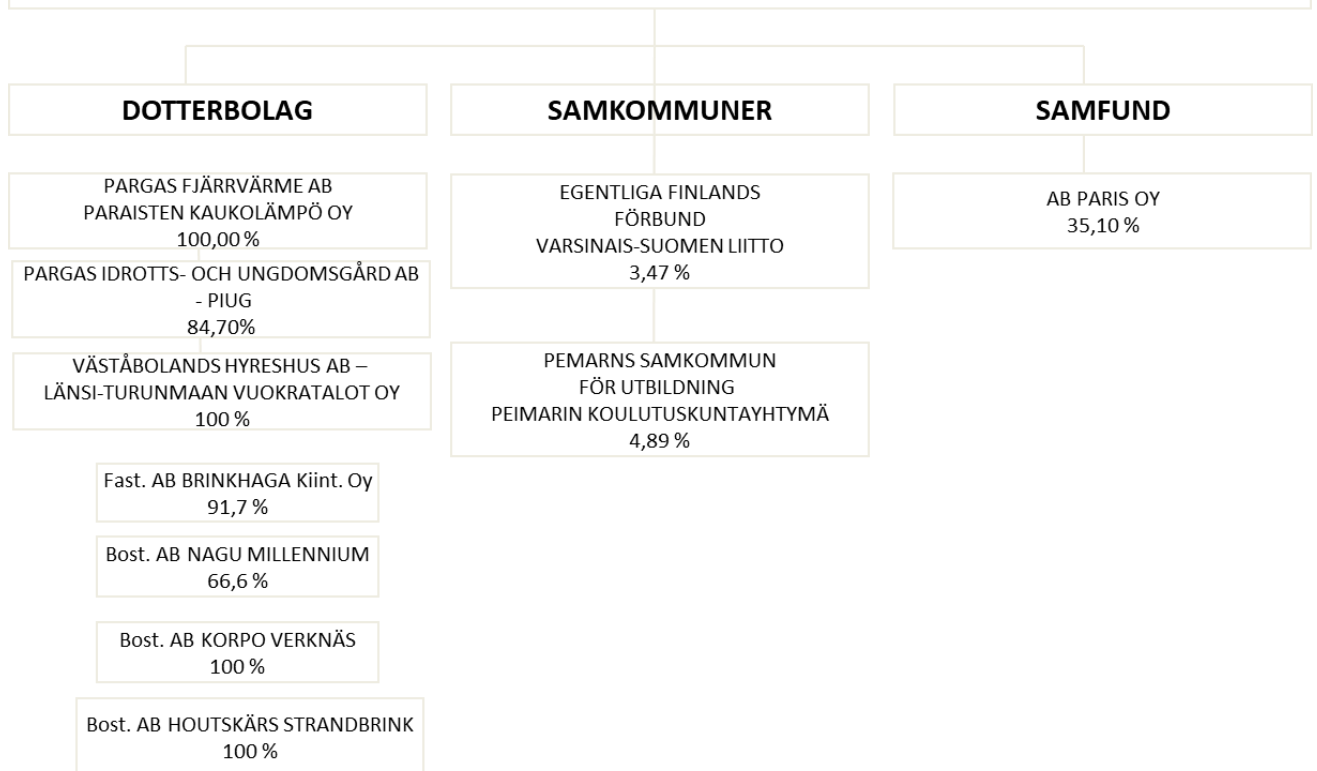 DOTTERBOLAG
PARGAS FJÄRRVÄRME AB
PARAISTEN KAUKOLÄMPÖ OY
100,00 %
PARGAS IDROTTS- OCH UNGDOMSGÅRD AB
- PIUG
84,70%
VÄSTÅBOLANDS HYRESHUS AB –
LÄNSI-TURUNMAAN VUOKRATALOT OY
100 %
Fast. AB BRINKHAGA Kiint. Oy
91,7 %
Bost. AB NAGU MILLENNIUM
66,6 %
Bost. AB KORPO VERKNÄS
100 %
Bost. AB HOUTSKÄRS STRANDBRINK
100 %
SAMKOMMUNER
EGENTLIGA FINLANDS
FÖRBUND
VARSINAIS-SUOMEN LIITTO
3,47 %
PEMARNS SAMKOMMUN
FÖR UTBILDNING
PEIMARIN KOULUTUSKUNTAYHTYMÄ
4,89 %
SAMFUND
AB PARIS OY
35,10 %